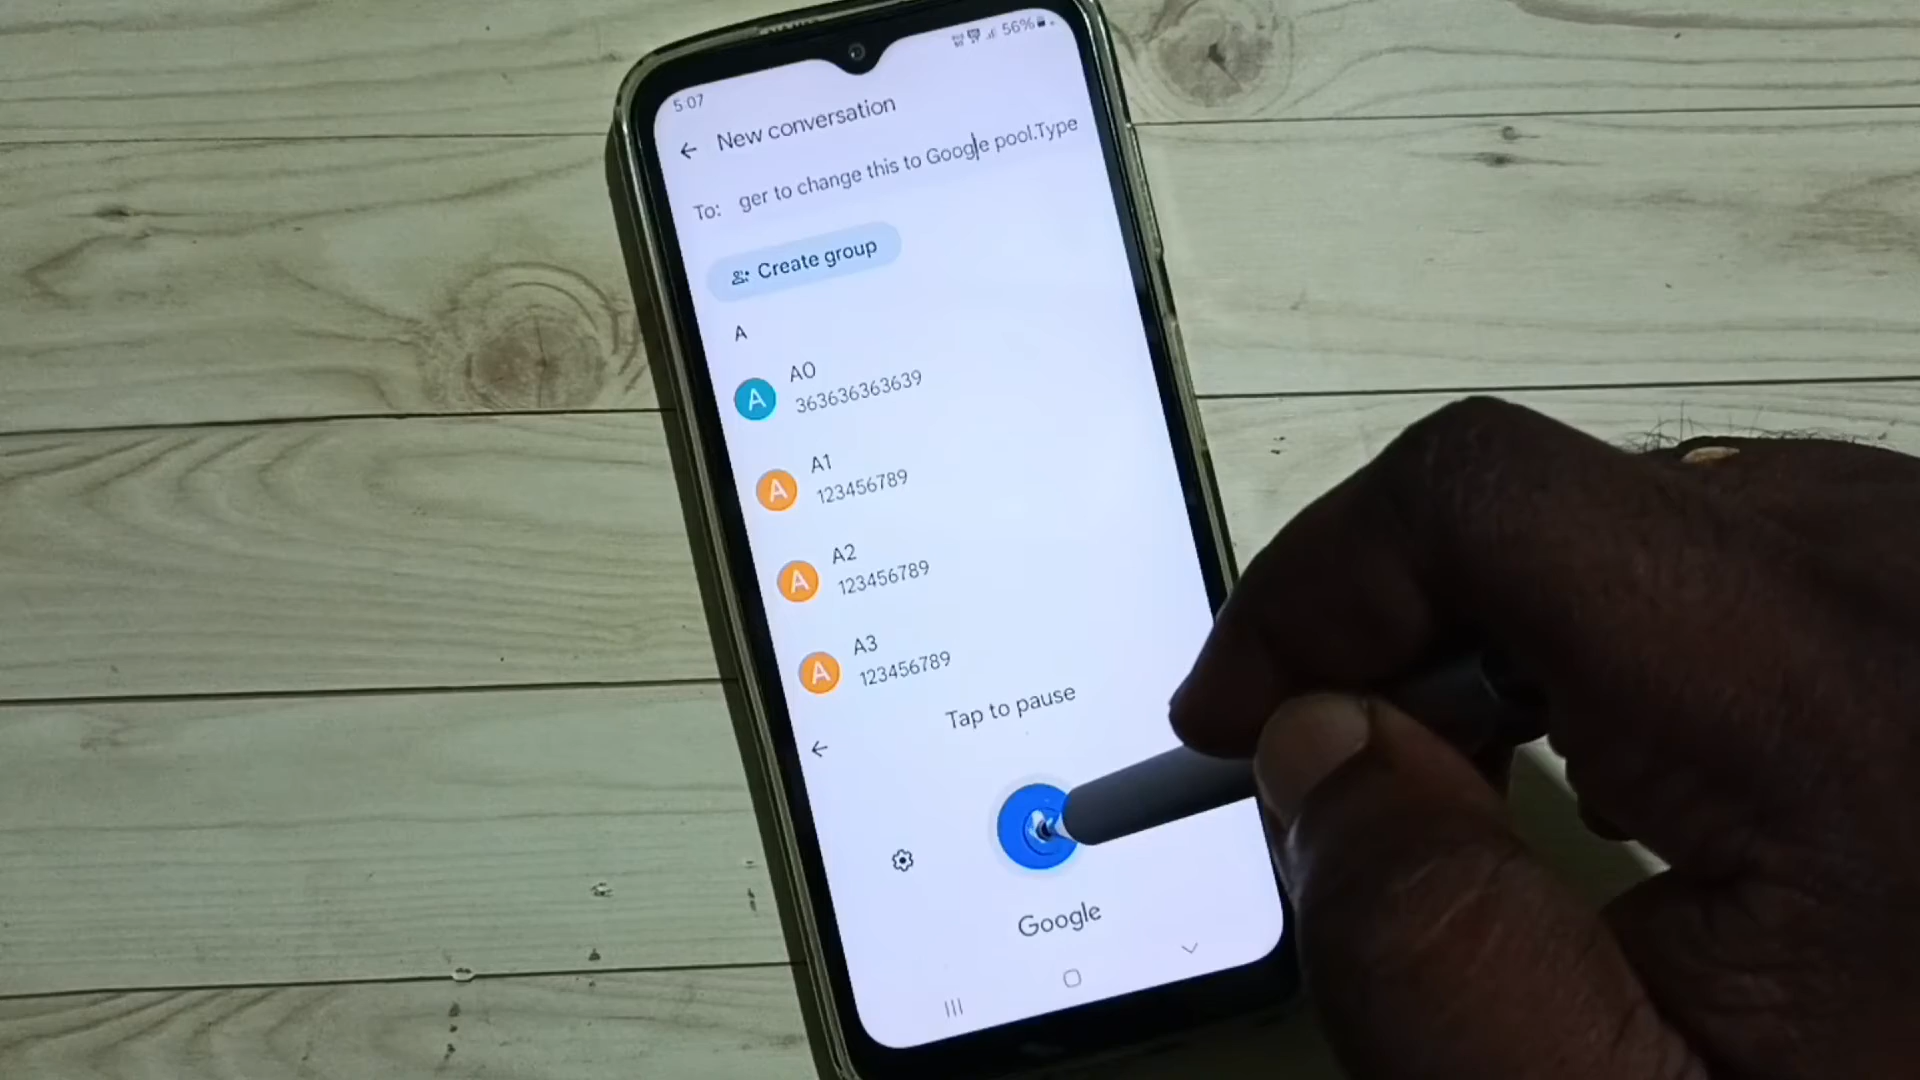 5:07 56%
New conversation
To: ger to change this to Google pool.Type
Create group
A
A A0
363636363639
A A1
123456789
A A2
123456789
A A3
123456789
Tap to pause
Google